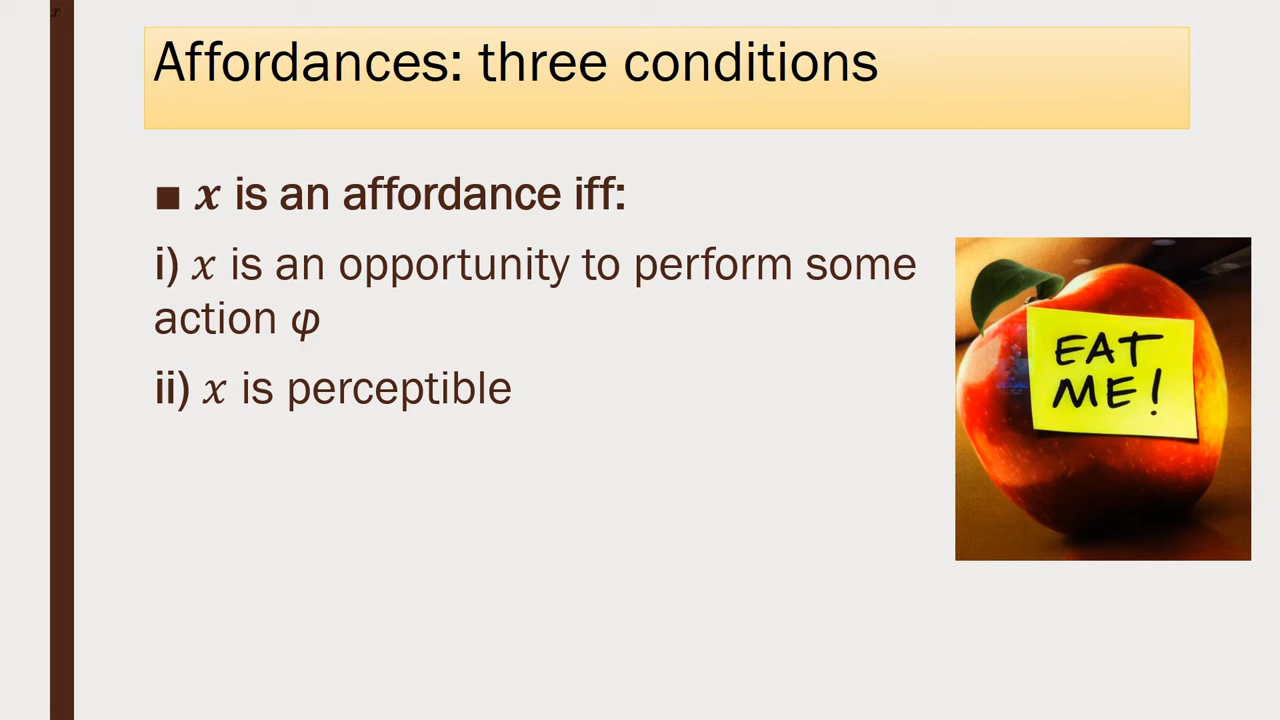 x
Affordances: three conditions
■ x is an affordance iff:
i) x is an opportunity to perform some
action φ
ii) x is perceptible
EAT
ME!